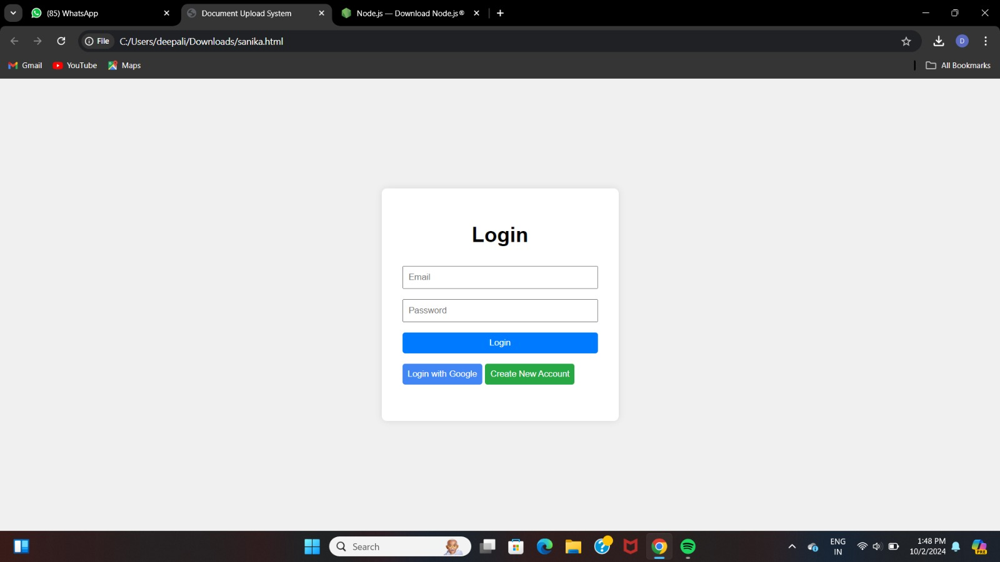 (85) WhatsApp
Document Upload System
Node.js — Download Node.js®
File
C:/Users/deepali/Downloads/sanika.html
D
Gmail
YouTube
Maps
All Bookmarks
Login
Email
Password
Login
Login with Google
Create New Account
Search
ENG
IN
1:48 PM
10/2/2024
PRE